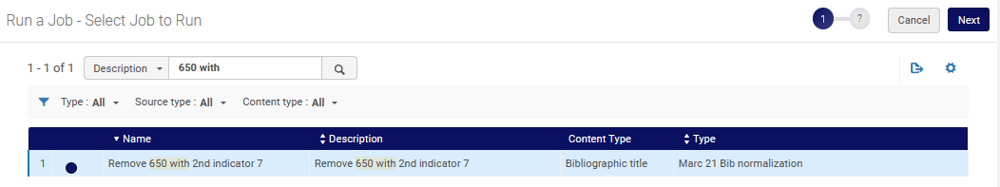 Run a Job - Select Job to Run 1 ? Cancel Next
1 - 1 of 1 Description 650 with
Type : All Source type : All Content type : All
Name Description Content Type Type
1 Remove 650 with 2nd indicator 7 Remove 650 with 2nd indicator 7 Bibliographic title Marc 21 Bib normalization